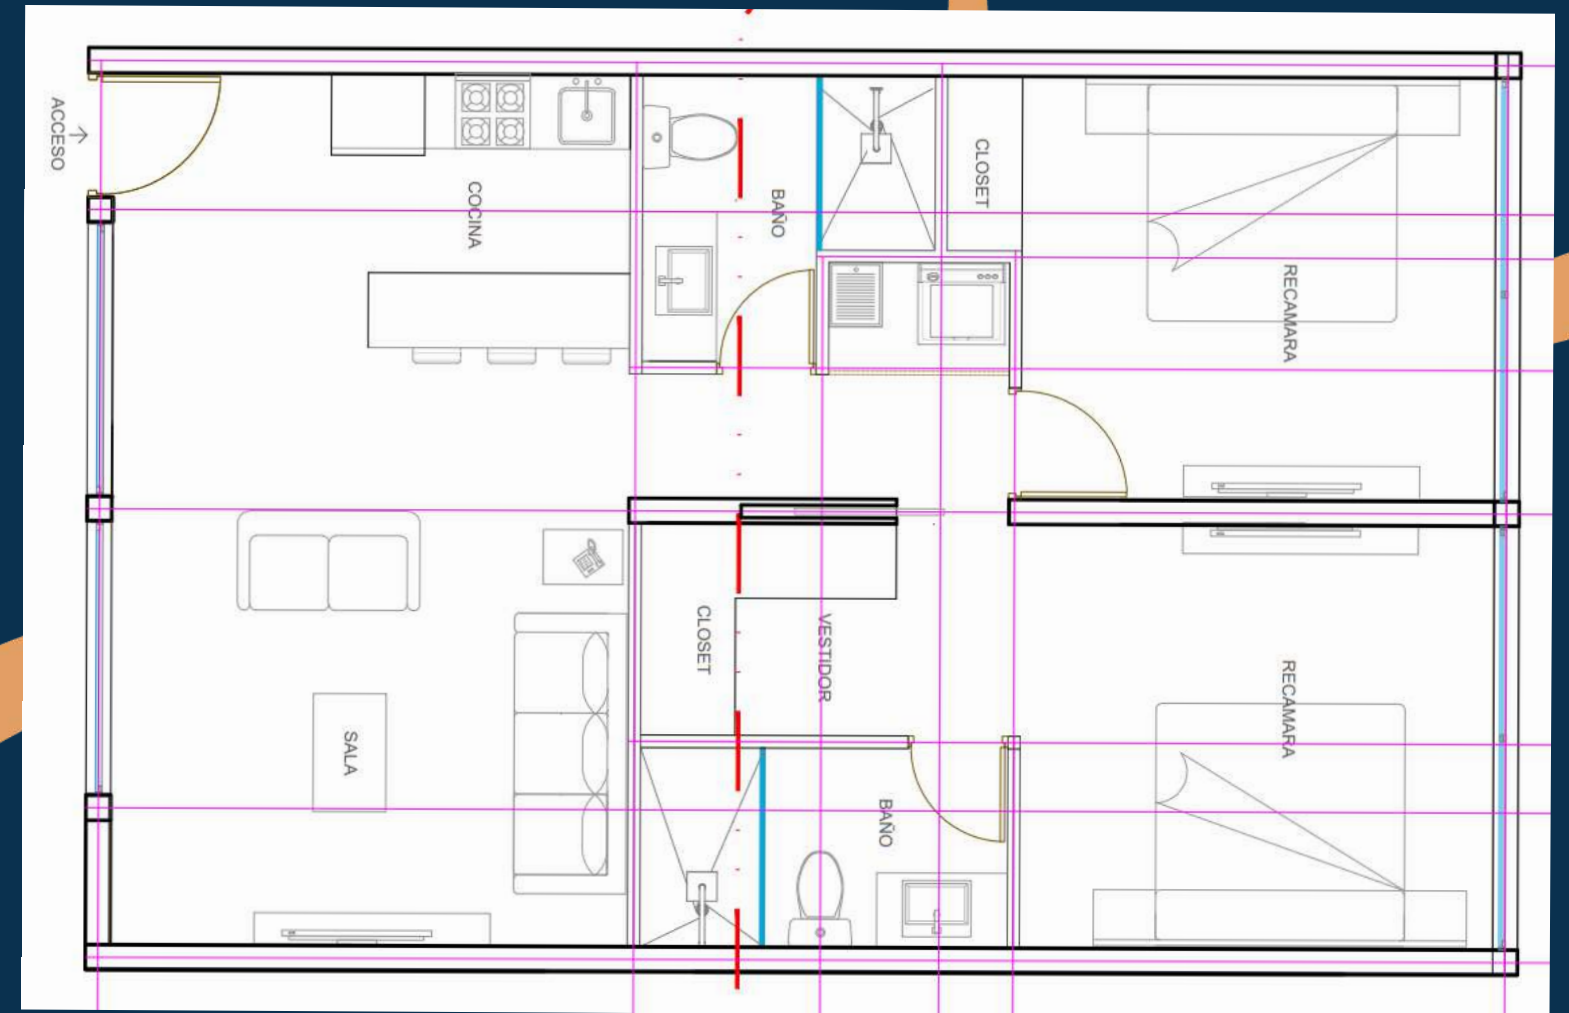 ACCESO
COCINA
BAÑO
CLOSET
RECAMARA
CLOSET
VESTIDOR
SALA
BAÑO
RECAMARA